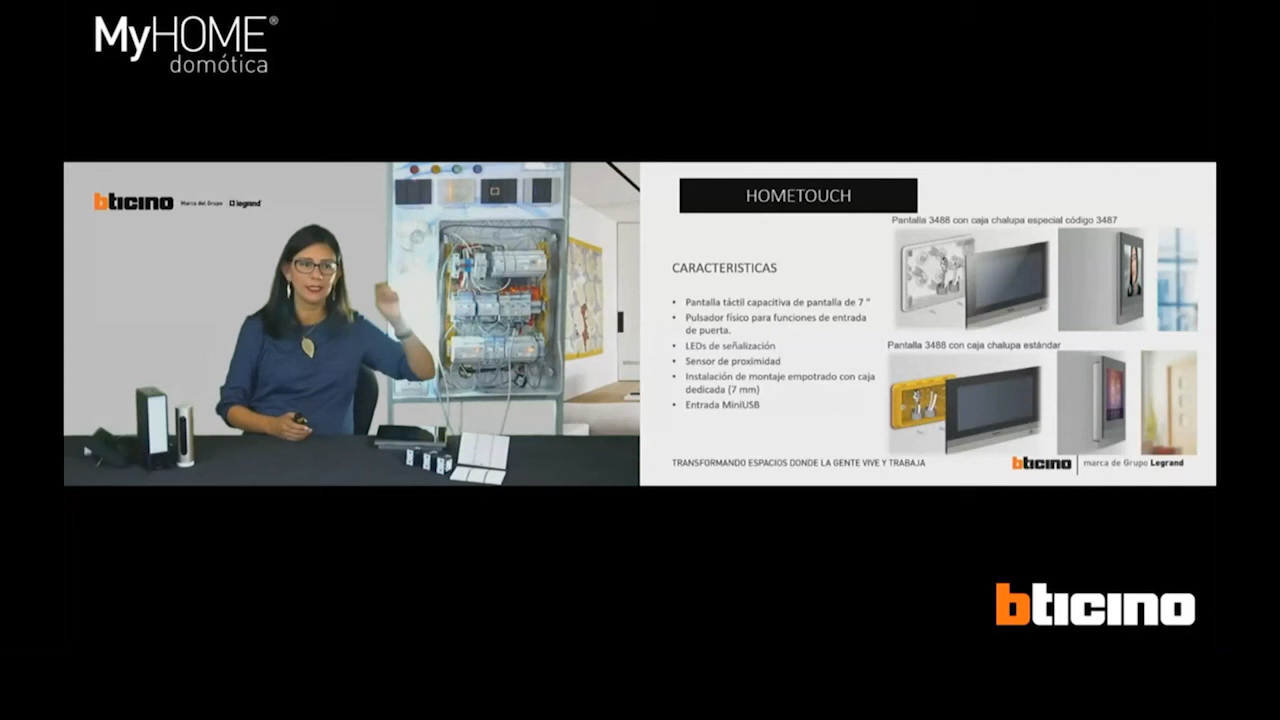 MyHOME®
domótica
bticino Marca del Grupo legrand
HOMETOUCH
Pantalla 3488 con caja chalupa especial código 3487
CARACTERISTICAS
• Pantalla táctil capacitiva de pantalla de 7 "
• Pulsador físico para funciones de entrada
de puerta.
• LEDs de señalización
• Sensor de proximidad
• Instalación de montaje empotrado con caja
dedicada (7 mm)
• Entrada MiniUSB
Pantalla 3488 con caja chalupa estándar
TRANSFORMANDO ESPACIOS DONDE LA GENTE VIVE Y TRABAJA
bticino marca de Grupo Legrand
bticino